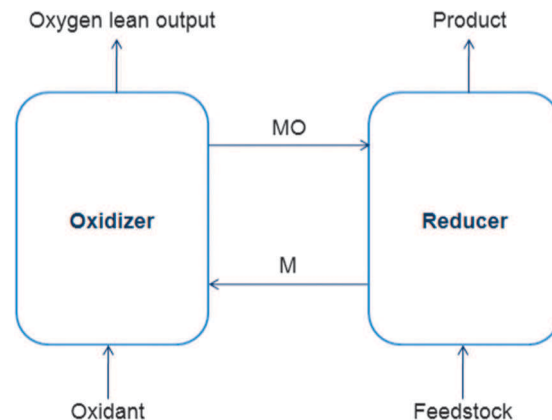 Oxygen lean output
Product
MO
Oxidizer
Reducer
M
Oxidant
Feedstock